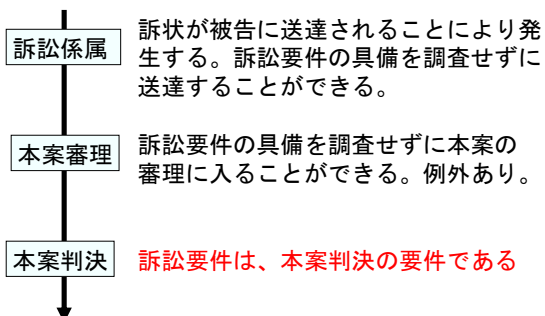 訴訟係属
訴状が被告に送達されることにより発
生する。訴訟要件の具備を調査せずに
送達することができる。
本案審理
訴訟要件の具備を調査せずに本案の
審理に入ることができる。例外あり。
本案判決
訴訟要件は、本案判決の要件である